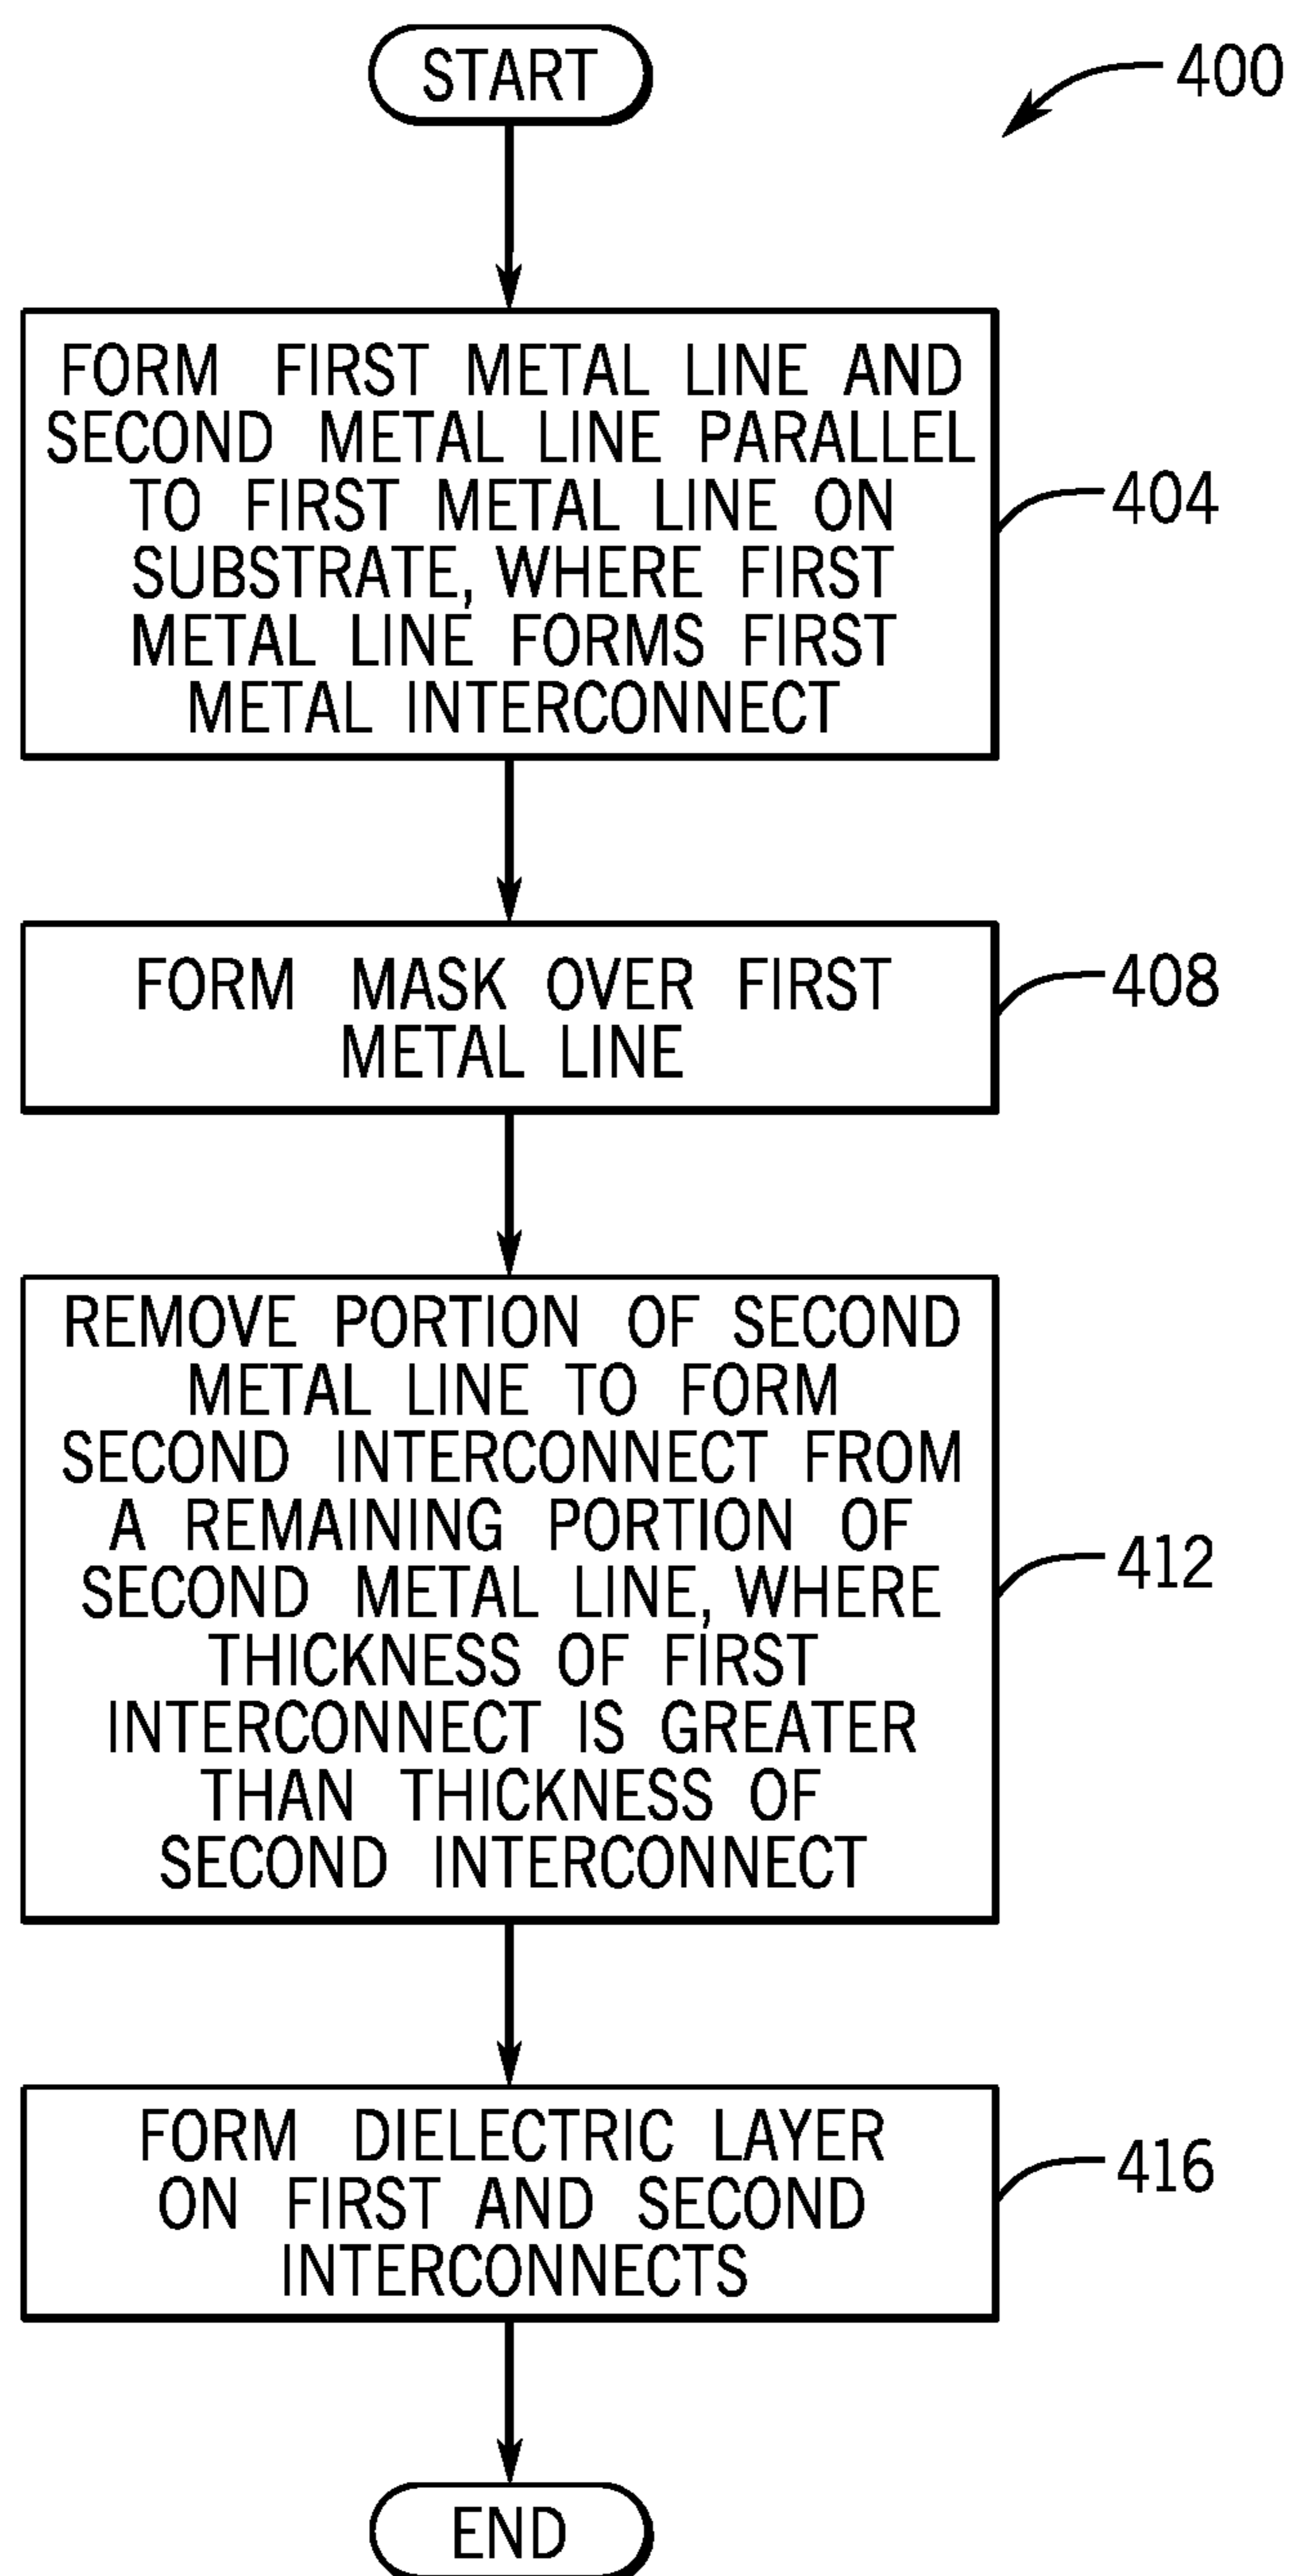 START
400
FORM FIRST METAL LINE AND
SECOND METAL LINE PARALLEL
TO FIRST METAL LINE ON
SUBSTRATE, WHERE FIRST
METAL LINE FORMS FIRST
METAL INTERCONNECT
404
FORM MASK OVER FIRST
METAL LINE
408
REMOVE PORTION OF SECOND
METAL LINE TO FORM
SECOND INTERCONNECT FROM
A REMAINING PORTION OF
SECOND METAL LINE, WHERE
THICKNESS OF FIRST
INTERCONNECT IS GREATER
THAN THICKNESS OF
SECOND INTERCONNECT
412
FORM DIELECTRIC LAYER
ON FIRST AND SECOND
INTERCONNECTS
416
END